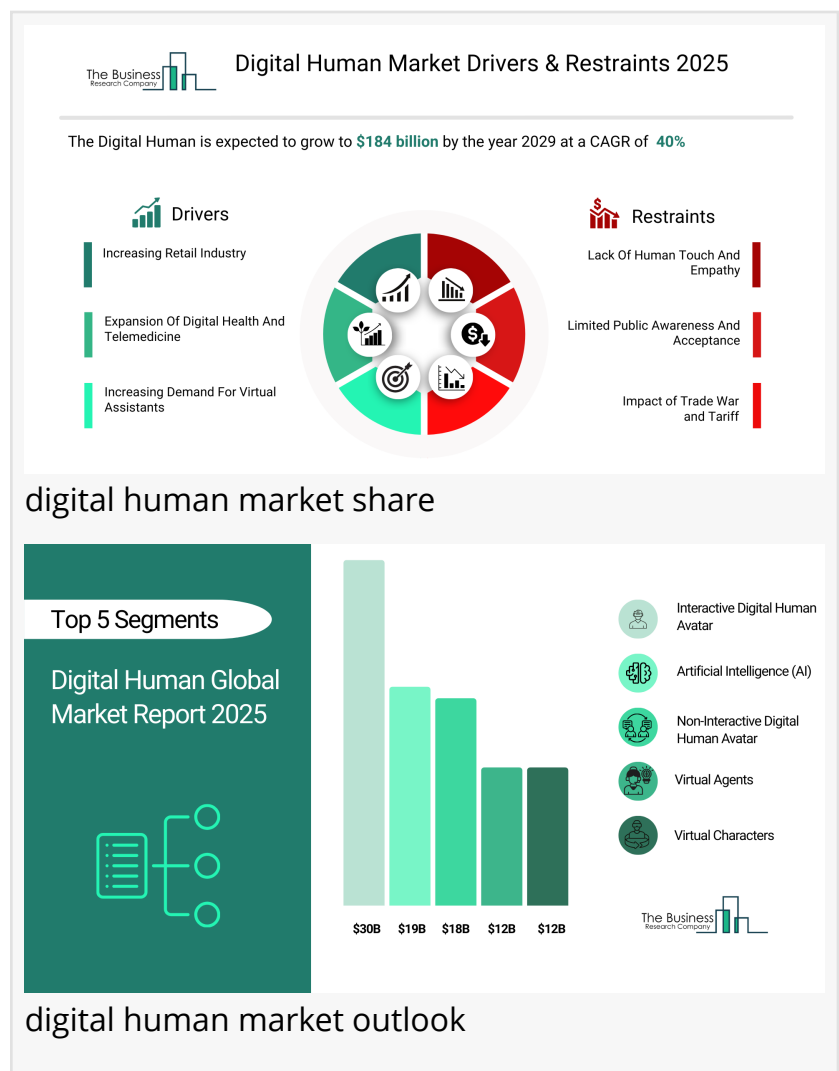 The Business
Research Company
Digital Human Market Drivers & Restraints 2025
The Digital Human is expected to grow to $184 billion by the year 2029 at a CAGR of 40%
Drivers
Increasing Retail Industry
Expansion Of Digital Health And
Telemedicine
Increasing Demand For Virtual
Assistants
Restraints
Lack Of Human Touch And
Empathy
Limited Public Awareness And
Acceptance
Impact of Trade War
and Tariff
digital human market share
Top 5 Segments
Digital Human Global
Market Report 2025
$30B $19B $18B $12B $12B
Interactive Digital Human
Avatar
Artificial Intelligence (AI)
Non-Interactive Digital
Human Avatar
Virtual Agents
Virtual Characters
The Business
Research Company
digital human market outlook